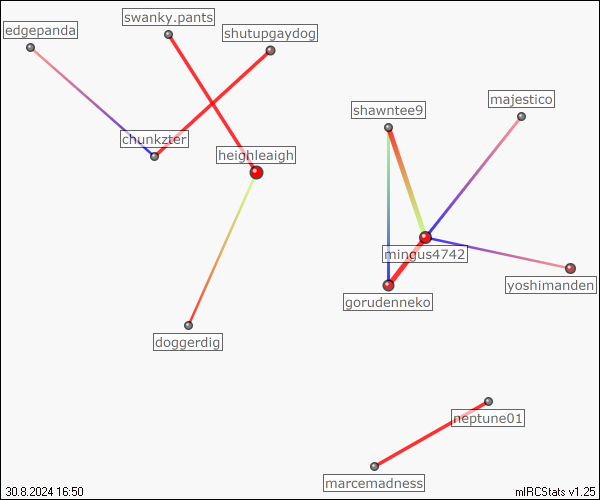 swanky.pants
edgepanda
shutupgaydog
majestico
shawntee9
chunkzter
heighleaigh
mingus4742
yoshimanden
gorudenneko
doggerdig
neptune01
marcemadness
30.8.2024 16:50
mIRCStats v1.25